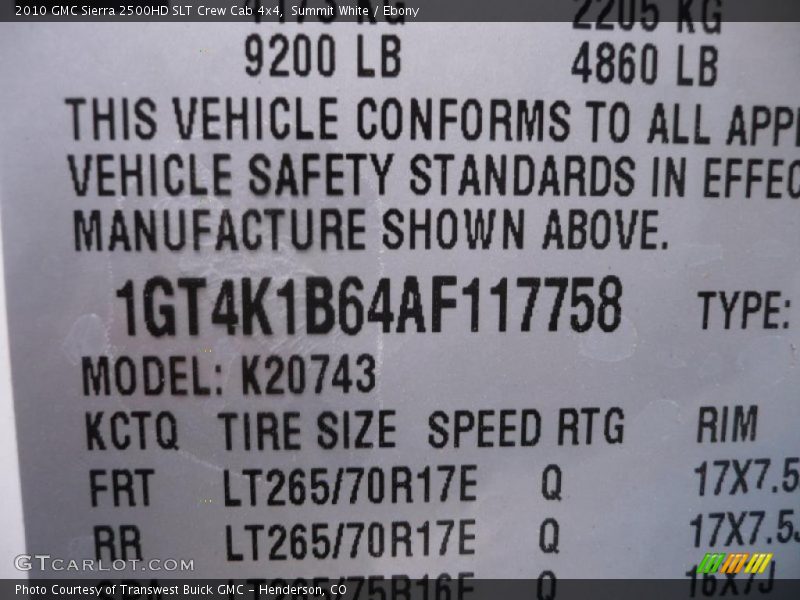 2010 GMC Sierra 2500HD SLT Crew Cab 4x4, Summit White / Ebony
KG 2205 KG
9200 LB 4860 LB
THIS VEHICLE CONFORMS TO ALL APPL
VEHICLE SAFETY STANDARDS IN EFFEC
MANUFACTURE SHOWN ABOVE.
1GT4K1B64AF117758 TYPE:
MODEL: K20743
KCTQ TIRE SIZE SPEED RTG RIM
FRT LT265/70R17E Q 17X7.5
RR LT265/70R17E Q 17X7.5J
Q 16X7J
GTCARLOT.COM
Photo Courtesy of Transwest Buick GMC – Henderson, CO